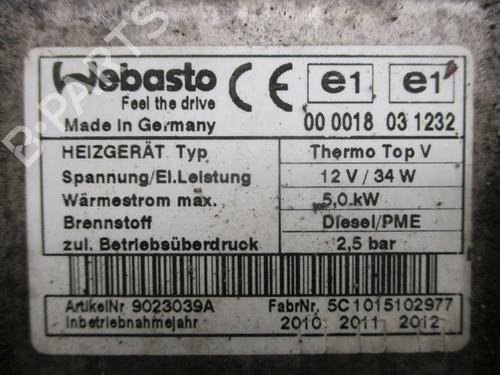 Webasto
Feel the drive
Made in Germany
CE
e1
e1
00 0018
03 1232
HEIZGERÄT Typ
Thermo Top V
Spannung/El.Leistung
12 V / 34 W
Wärmestrom max.
5,0 kW
Brennstoff
Diesel/PME
zul. Betriebsüberdruck
2,5 bar
ArtikelNr 9023039A
FabrNr. 5C1015102977
Inbetriebnahmejahr
2010 2011 2012
B-PARTS